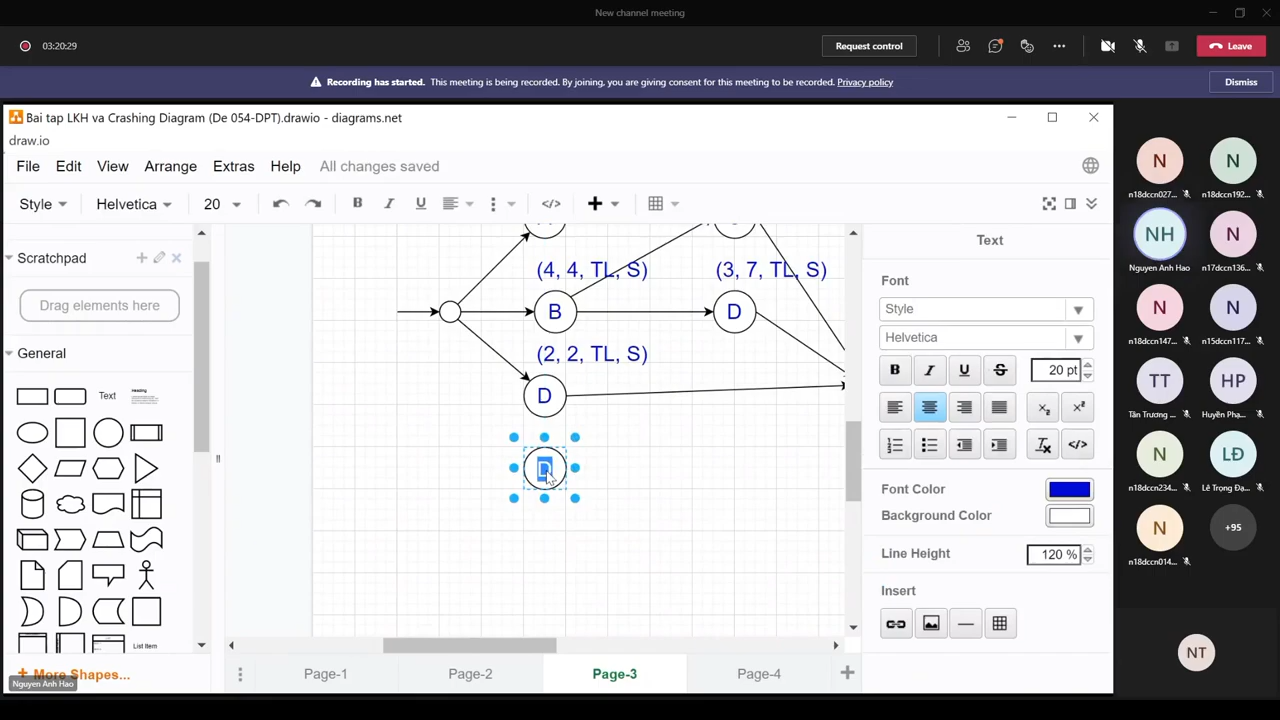 New channel meeting
03:20:29
Request control
Leave
Recording has started. This meeting is being recorded. By joining, you are giving consent for this meeting to be recorded. Privacy policy
Dismiss
Bai tap LKH va Crashing Diagram (De 054-DPT).drawio - diagrams.net
draw.io
File Edit View Arrange Extras Help All changes saved
Style Helvetica 20 B I U
Scratchpad
Drag elements here
General
Text
Heading
List Item
+ More Shapes...
Nguyen Anh Hao
(4, 4, TL, S) (3, 7, TL, S)
B D
(2, 2, TL, S)
D
D
Page-1 Page-2 Page-3 Page-4
Text
Font
Style
Helvetica
B I U S 20 pt
Font Color
Background Color
Line Height 120 %
Insert
N N
n18dccn027... n18dccn192...
NH N
Nguyen Anh Hao n17dccn136...
N N
n18dccn147... n15dccn117...
TT HP
Tân Trương ... Huyền Phạ...
N LĐ
n18dccn234... Lê Trọng Đạ...
N +95
n18dccn014...
NT